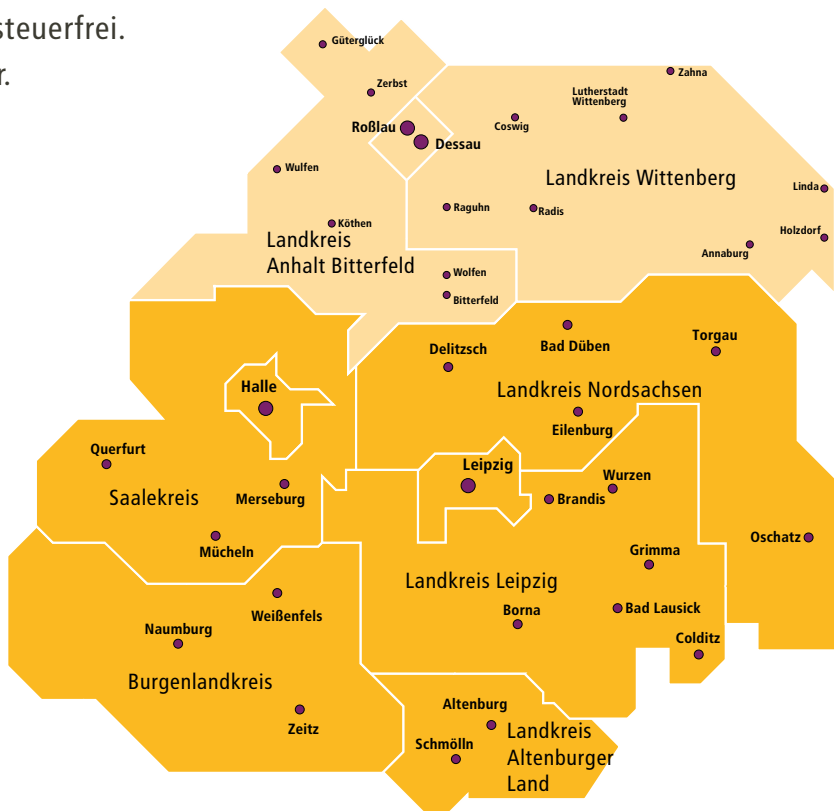 steuerfrei.
r.
Güterglück
Zahna
Zerbst
Lutherstadt
Wittenberg
Roßlau
Coswig
Dessau
Wulfen
Landkreis Wittenberg
Linda
Raguhn
Radis
Köthen
Holzdorf
Landkreis
Anhalt Bitterfeld
Annaburg
Wolfen
Bitterfeld
Delitzsch
Bad Düben
Torgau
Halle
Landkreis Nordsachsen
Eilenburg
Querfurt
Leipzig
Wurzen
Saalekreis
Merseburg
Brandis
Mücheln
Oschatz
Grimma
Landkreis Leipzig
Weißenfels
Borna
Bad Lausick
Naumburg
Colditz
Burgenlandkreis
Altenburg
Zeitz
Schmölln
Landkreis
Altenburger
Land